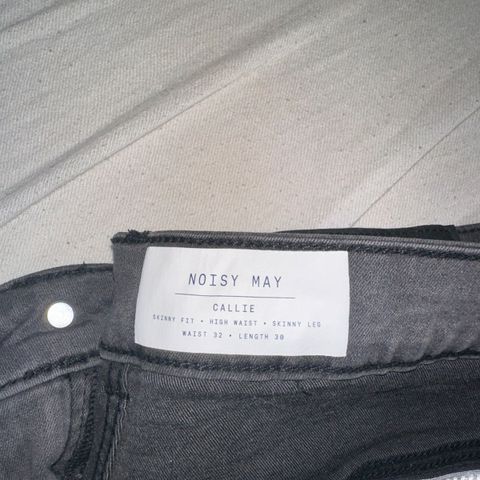 NOISY MAY
CALLIE
SKINNY FIT • HIGH WAIST • SKINNY LEG
WAIST 32 • LENGTH 30